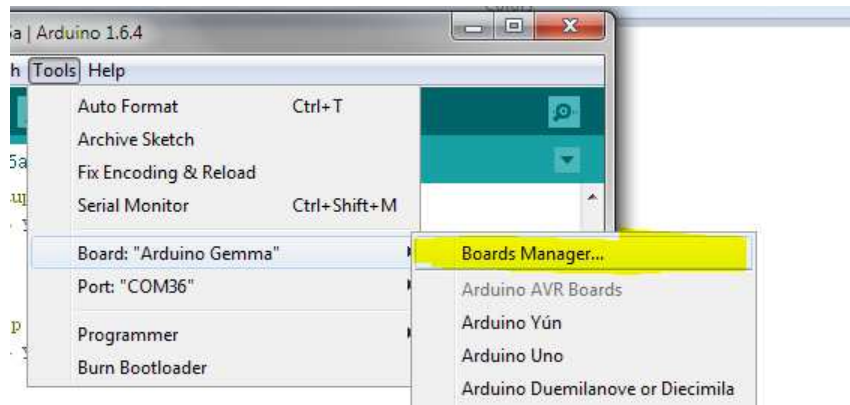 a | Arduino 1.6.4
h Tools Help
Auto Format Ctrl+T
Archive Sketch
Fix Encoding & Reload
Serial Monitor Ctrl+Shift+M
Board: "Arduino Gemma"
Port: "COM36"
Programmer
Burn Bootloader
Boards Manager...
Arduino AVR Boards
Arduino Yún
Arduino Uno
Arduino Duemilanove or Diecimila